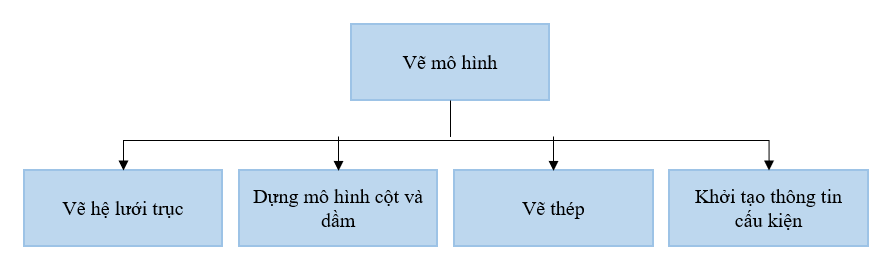 Vẽ mô hình
Vẽ hệ lưới trục
Dựng mô hình cột và
dầm
Vẽ thép
Khởi tạo thông tin
cấu kiện